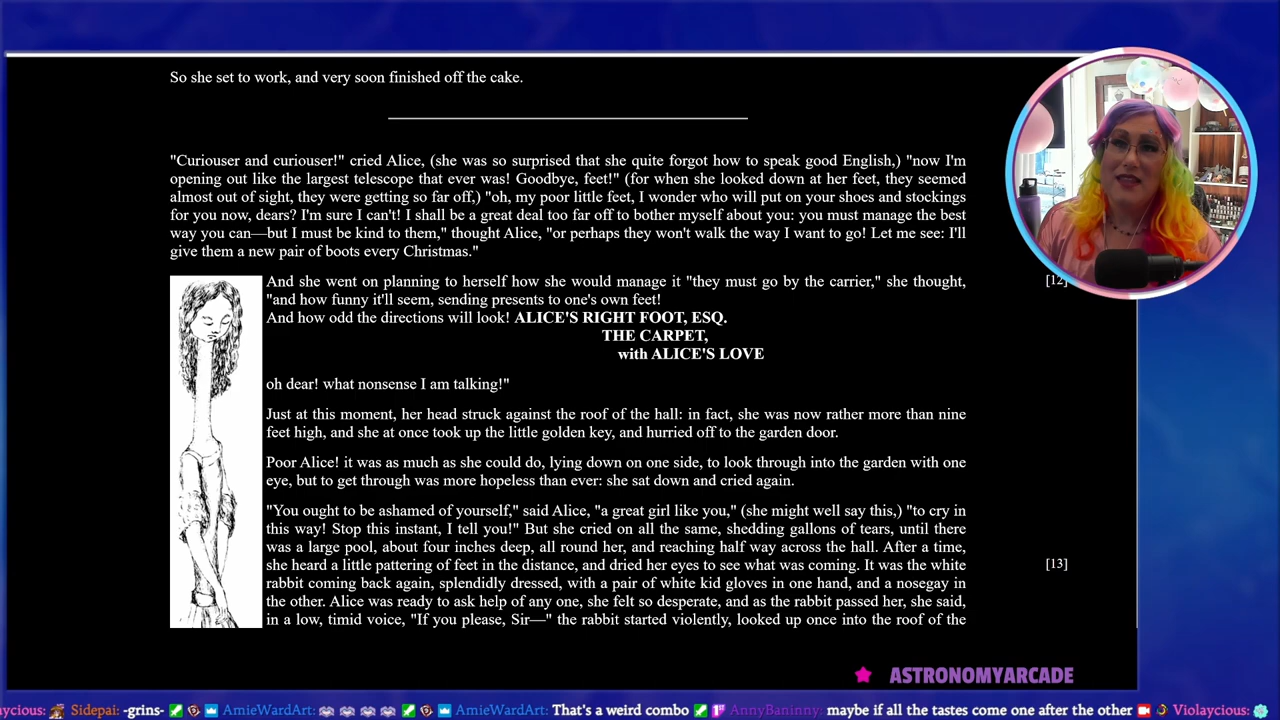 So she set to work, and very soon finished off the cake.
"Curiouser and curiouser!" cried Alice, (she was so surprised that she quite forgot how to speak good English,) "now I'm
opening out like the largest telescope that ever was! Goodbye, feet!" (for when she looked down at her feet, they seemed
almost out of sight, they were getting so far off,) "oh, my poor little feet, I wonder who will put on your shoes and stockings
for you now, dears? I'm sure I can't! I shall be a great deal too far off to bother myself about you: you must manage the best
way you can—but I must be kind to them," thought Alice, "or perhaps they won't walk the way I want to go! Let me see: I'll
give them a new pair of boots every Christmas."
And she went on planning to herself how she would manage it "they must go by the carrier," she thought,
[12]
"and how funny it'll seem, sending presents to one's own feet!
And how odd the directions will look! ALICE'S RIGHT FOOT, ESQ.
THE CARPET,
with ALICE'S LOVE
oh dear! what nonsense I am talking!"
Just at this moment, her head struck against the roof of the hall: in fact, she was now rather more than nine
feet high, and she at once took up the little golden key, and hurried off to the garden door.
Poor Alice! it was as much as she could do, lying down on one side, to look through into the garden with one
eye, but to get through was more hopeless than ever: she sat down and cried again.
"You ought to be ashamed of yourself," said Alice, "a great girl like you," (she might well say this,) "to cry in
this way! Stop this instant, I tell you!" But she cried on all the same, shedding gallons of tears, until there
was a large pool, about four inches deep, all round her, and reaching half way across the hall. After a time,
she heard a little pattering of feet in the distance, and dried her eyes to see what was coming. It was the white
[13]
rabbit coming back again, splendidly dressed, with a pair of white kid gloves in one hand, and a nosegay in
the other. Alice was ready to ask help of any one, she felt so desperate, and as the rabbit passed her, she said,
in a low, timid voice, "If you please, Sir—" the rabbit started violently, looked up once into the roof of the
ASTRONOMYARCADE
aycious: Sidepai: -grins- AmieWardArt: AmieWardArt: That's a weird combo AnnyBaninny: maybe if all the tastes come one after the other Violaycious: